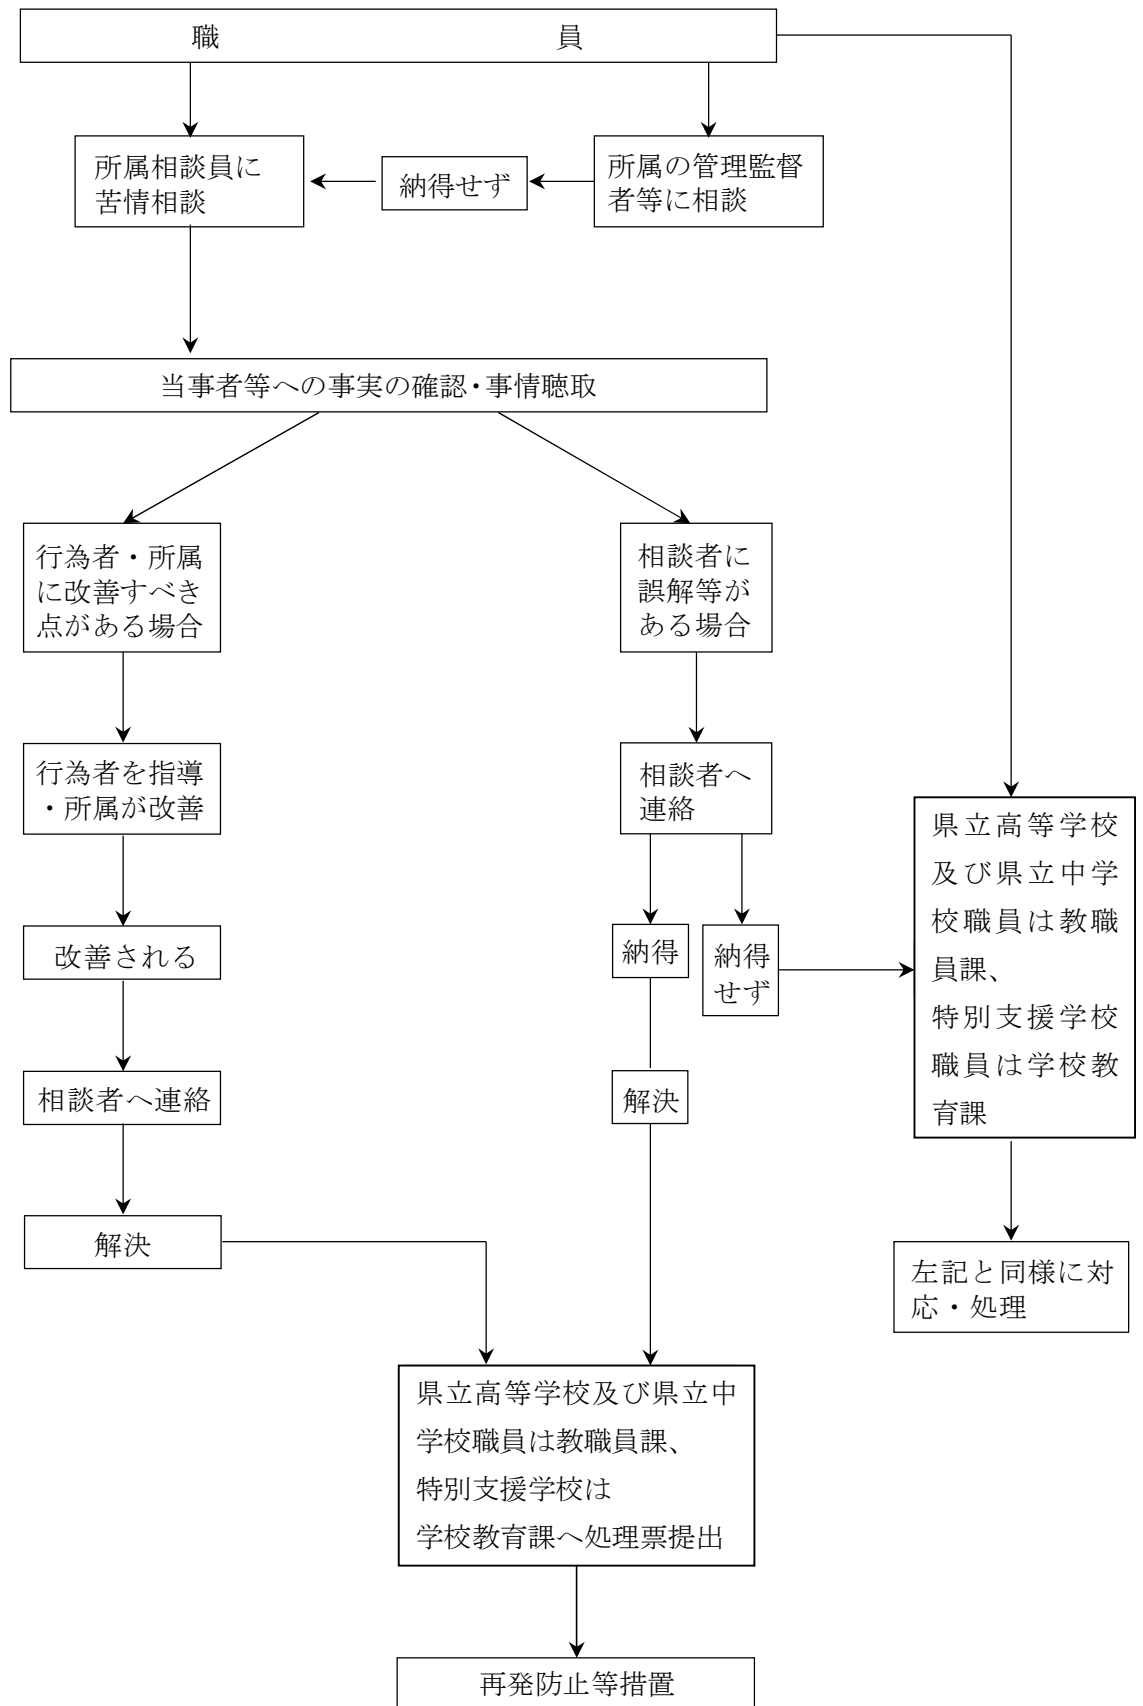 職 員
所属相談員に
苦情相談
納得せず
所属の管理監督
者等に相談
当事者等への事実の確認・事情聴取
行為者・所属
に改善すべき
点がある場合
相談者に
誤解等が
ある場合
行為者を指導
・所属が改善
相談者へ
連絡
県立高等学校
及び県立中学
校職員は教職
員課、
特別支援学校
職員は学校教
育課
改善される
納得
納得
せず
相談者へ連絡
解決
解決
左記と同様に対
応・処理
県立高等学校及び県立中
学校職員は教職員課、
特別支援学校は
学校教育課へ処理票提出
再発防止等措置